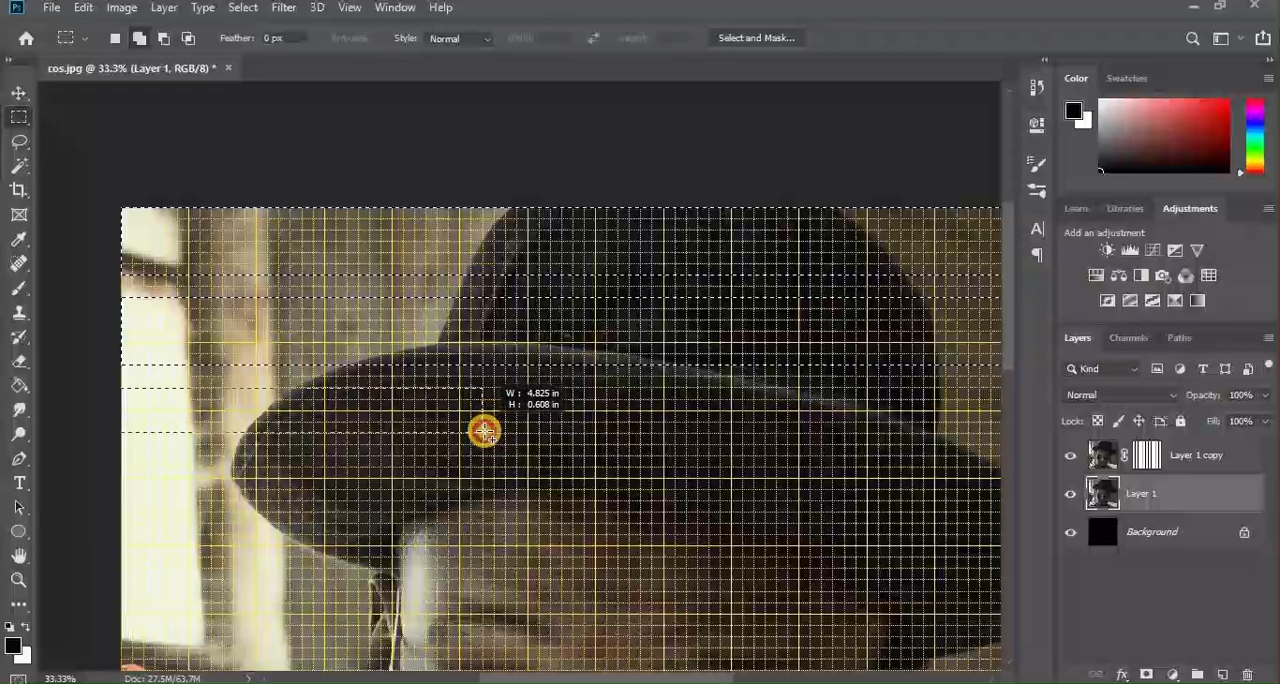 Ps File Edit Image Layer Type Select Filter 3D View Window Help
Feather: 0 px Style: Normal Select and Mask...
cos.jpg @ 33.3% (Layer 1, RGB/8) * ×
Color Swatches
Learn Libraries Adjustments
Add an adjustment
Layers Channels Paths
Kind
Normal Opacity: 100%
Lock: Fill: 100%
Layer 1 copy
Layer 1
Background
W : 4.825 in
H : 0.608 in
33.33% Doc: 27.5M/63.7M